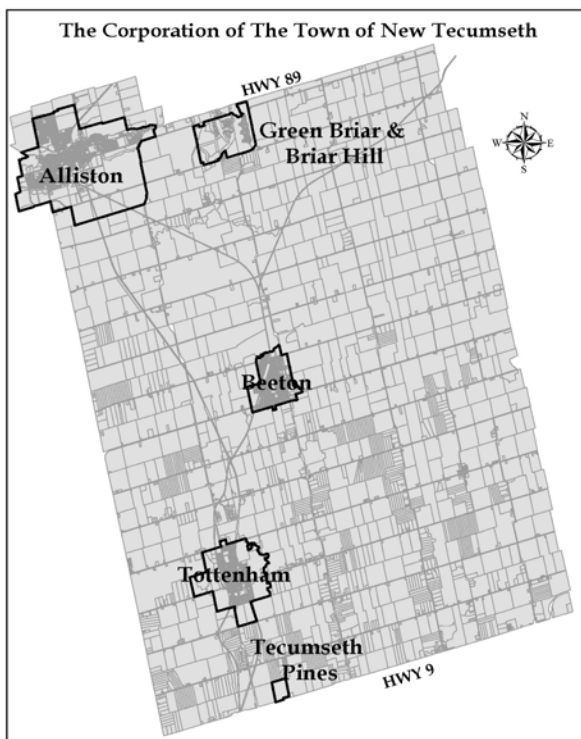 The Corporation of The Town of New Tecumseth
HWY 89
Green Briar &
Briar Hill
N
W E
S
Alliston
Beeton
Tottenham
Tecumseth
Pines
HWY 9